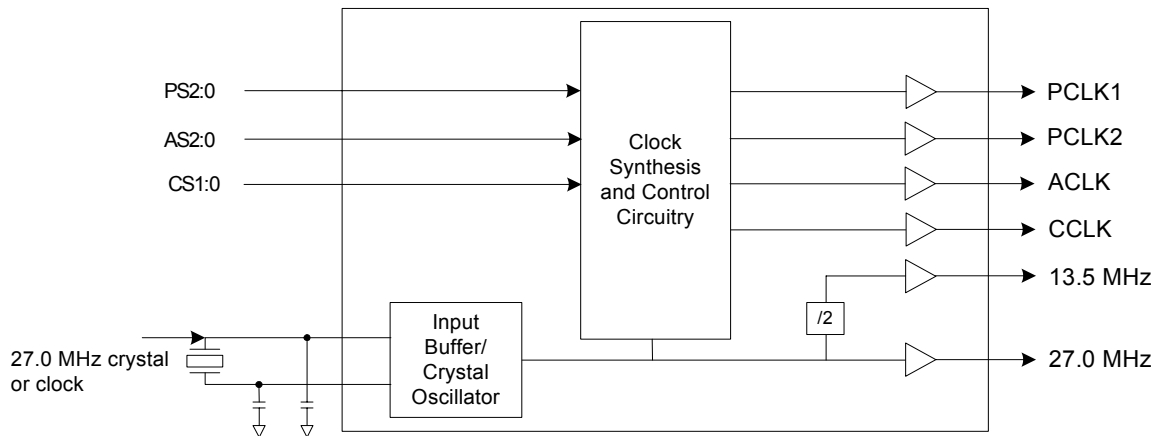 PS2:0
AS2:0
CS1:0
Clock
Synthesis
and Control
Circuitry
PCLK1
PCLK2
ACLK
CCLK
13.5 MHz
/2
Input
Buffer/
Crystal
Oscillator
27.0 MHz crystal
or clock
27.0 MHz